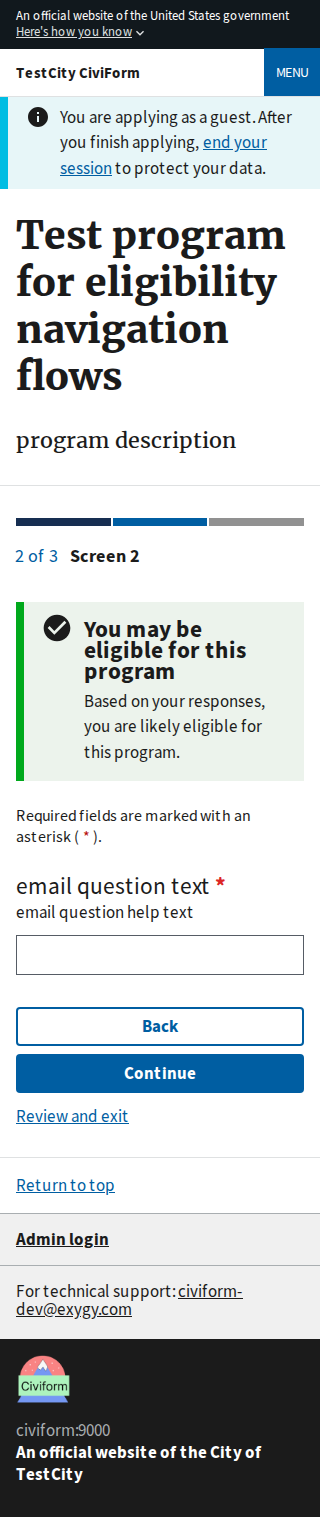 An official website of the United States government
Here's how you know
TestCity CiviForm
MENU
You are applying as a guest. After
you finish applying, end your
session to protect your data.
Test program
for eligibility
navigation
flows
program description
2 of 3 Screen 2
You may be
eligible for this
program
Based on your responses,
you are likely eligible for
this program.
Required fields are marked with an
asterisk ( * ).
email question text *
email question help text
Back
Continue
Review and exit
Return to top
Admin login
For technical support: civiform-
dev@exygy.com
Civiform
civiform:9000
An official website of the City of
TestCity